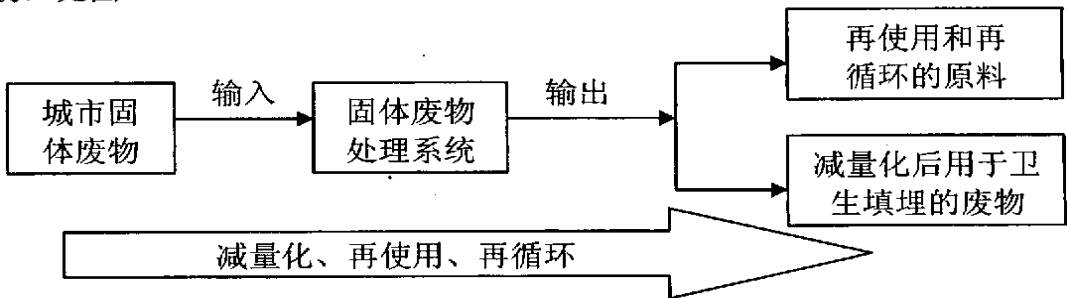 再使用和再
循环的原料
输入
输出
城市固
体废物
固体废物
处理系统
减量化后用于卫
生填埋的废物
减量化、再使用、再循环